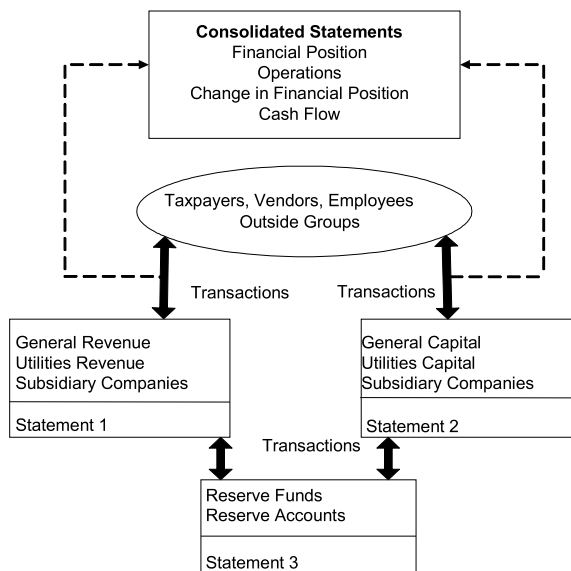 Consolidated Statements
Financial Position
Operations
Change in Financial Position
Cash Flow
Taxpayers, Vendors, Employees
Outside Groups
Transactions
Transactions
General Revenue
Utilities Revenue
Subsidiary Companies
Statement 1
General Capital
Utilities Capital
Subsidiary Companies
Statement 2
Transactions
Reserve Funds
Reserve Accounts
Statement 3